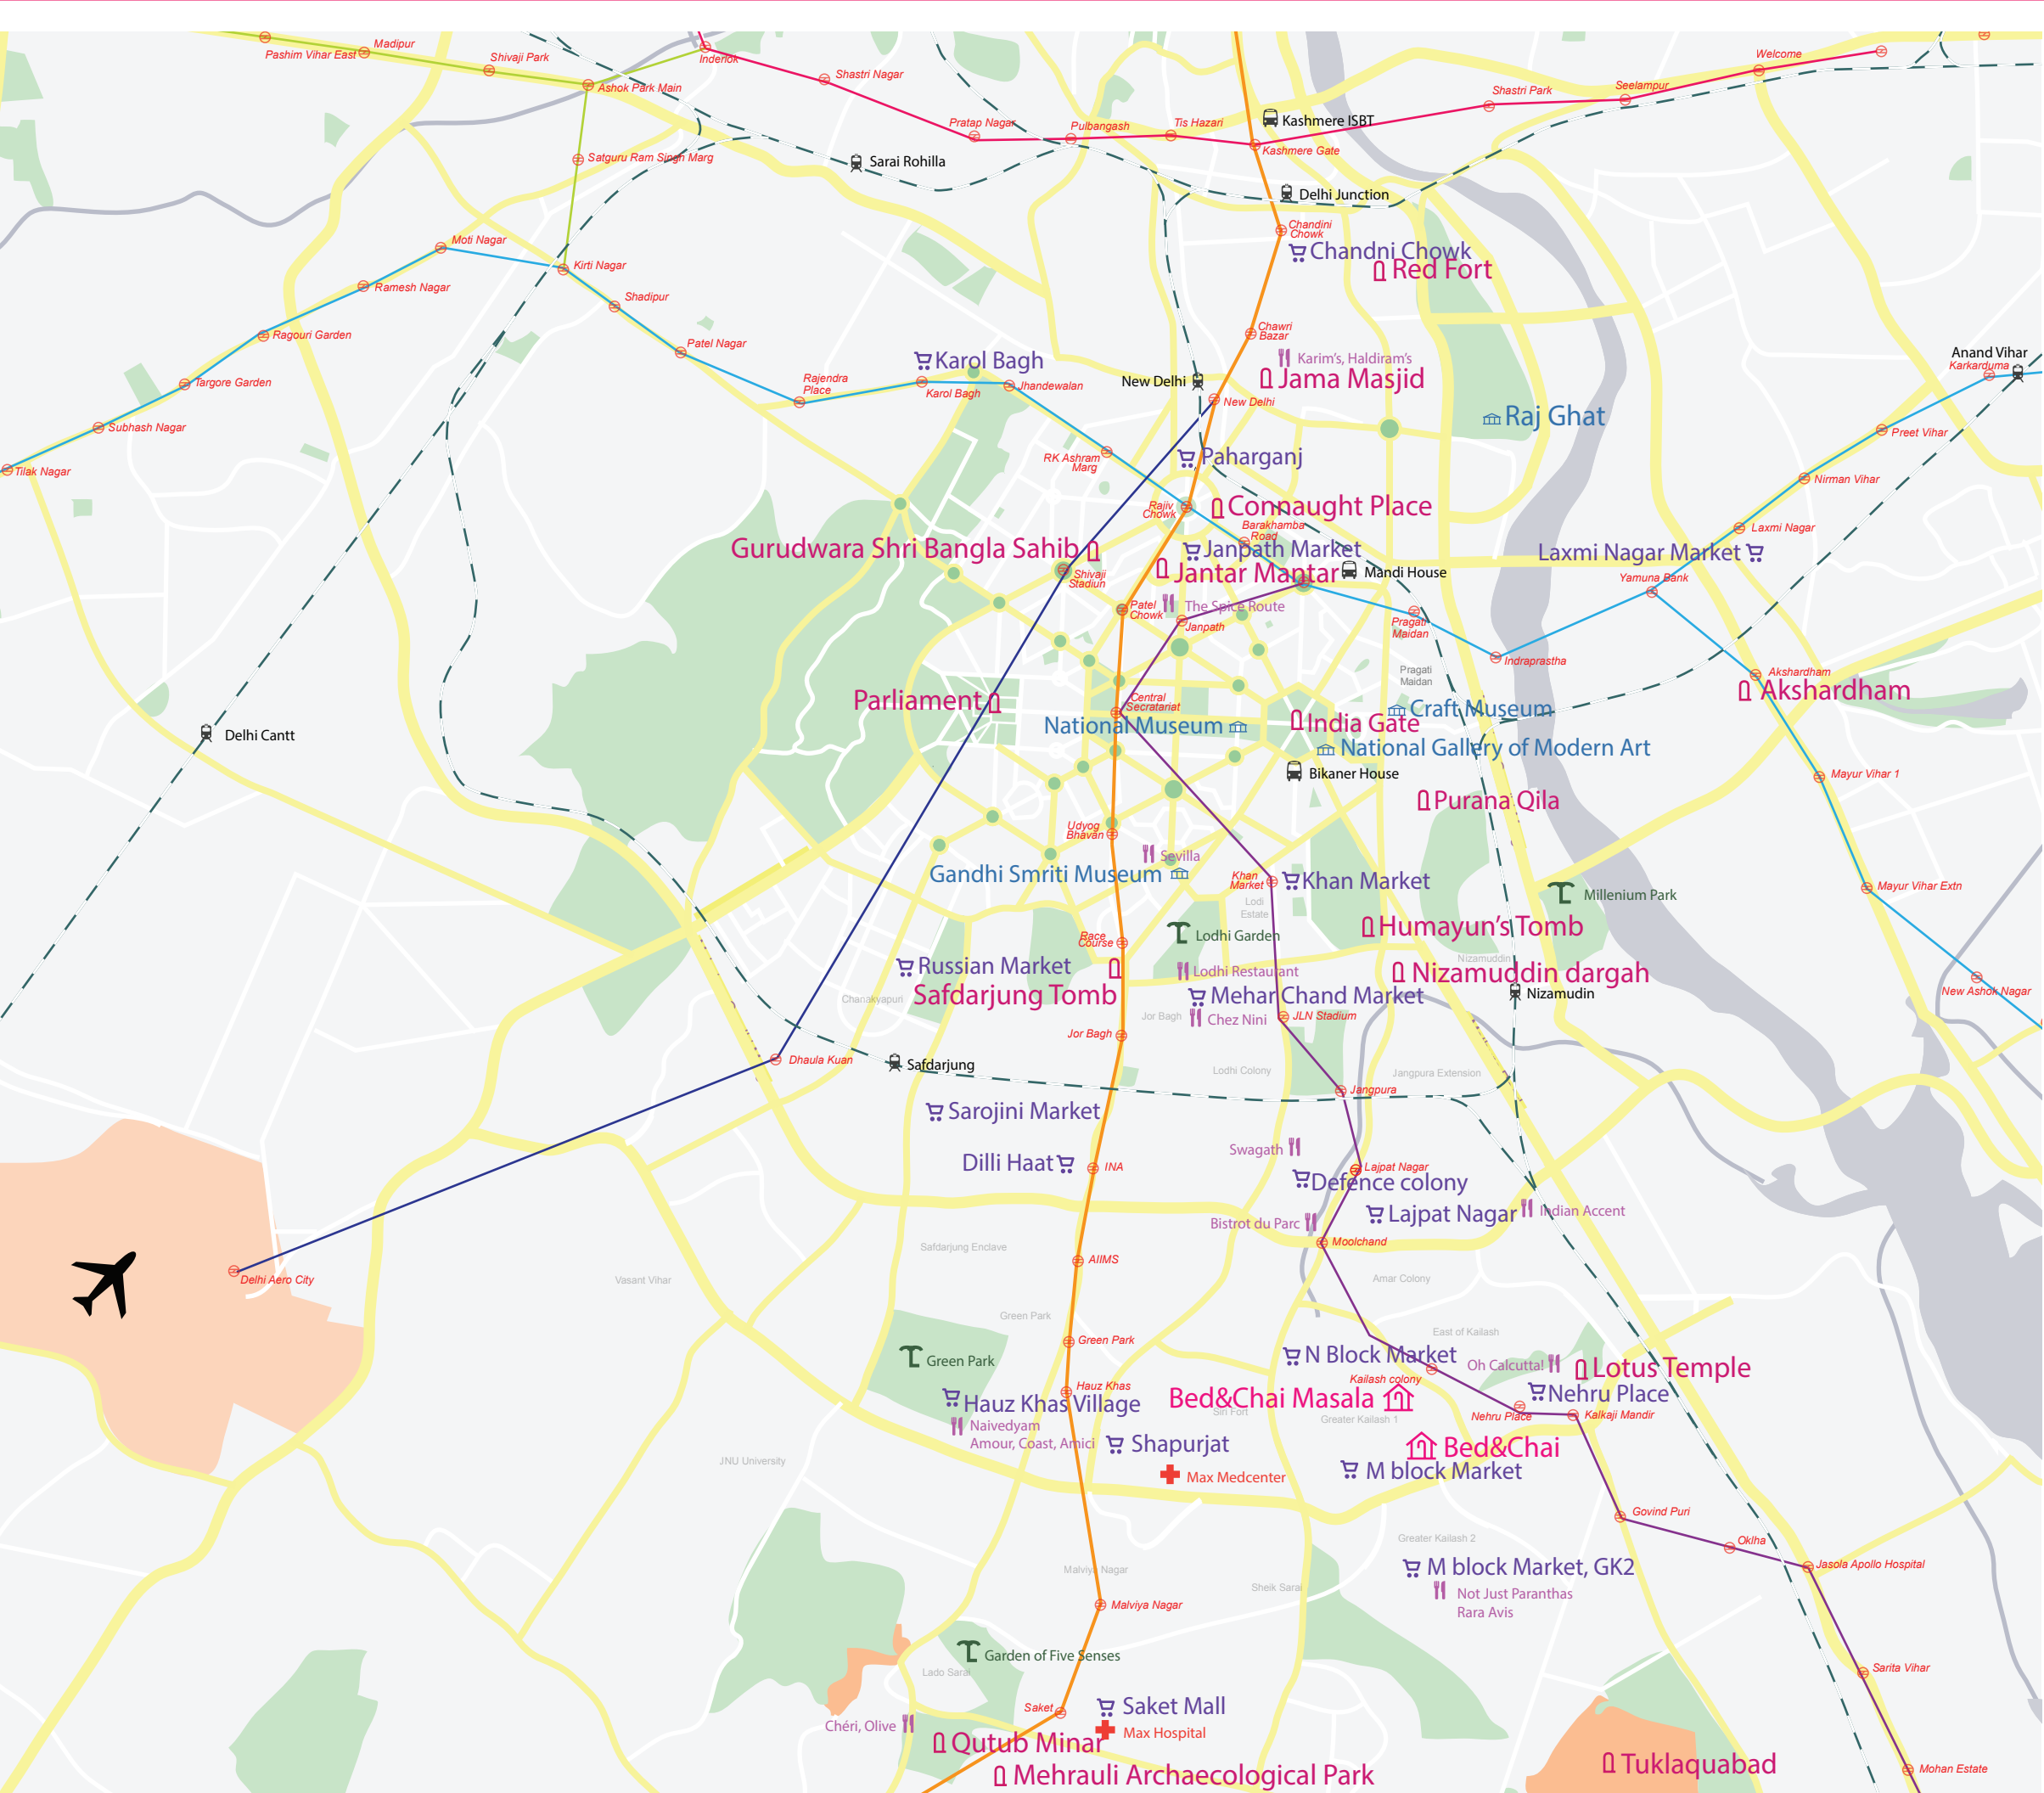 Pashim Vihar East
Madipur
Shivaji Park
Ashok Park Main
Inderlok
Shastri Nagar
Pratap Nagar
Pulbangash
Tis Hazari
Kashmere ISBT
Kashmere Gate
Shastri Park
Seelampur
Welcome
Satguru Ram Singh Marg
Sarai Rohilla
Delhi Junction
Chandini
Chowk
Chandni Chowk
Red Fort
Moti Nagar
Kirti Nagar
Ramesh Nagar
Shadipur
Ragouri Garden
Patel Nagar
Targore Garden
Rajendra
Place
Karol Bagh
Karol Bagh
Jhandewalan
Subhash Nagar
Tilak Nagar
Chawri
Bazar
Karim's, Haldiram's
Jama Masjid
New Delhi
New Delhi
Anand Vihar
Karkarduma
Raj Ghat
Preet Vihar
RK Ashram
Marg
Paharganj
Nirman Vihar
Rajiv
Chowk
Connaught Place
Barakhamba
Road
Laxmi Nagar
Gurudwara Shri Bangla Sahib
Janpath Market
Laxmi Nagar Market
Shivaji
Stadiun
Jantar Mantar
Mandi House
Yamuna Bank
Patel
Chowk
The Spice Route
Janpath
Pragati
Maidan
Indraprastha
Pragati
Maidan
Akshardham
Akshardham
Parliament
Central
Secratariat
National Museum
India Gate
Craft Museum
National Gallery of Modern Art
Delhi Cantt
Bikaner House
Mayur Vihar 1
Purana Qila
Udyog
Bhavan
Sevilla
Gandhi Smriti Museum
Khan
Market
Khan Market
Mayur Vihar Extn
Millenium Park
Lodi
Estate
Humayun's Tomb
Race
Course
Lodhi Garden
Nizamuddin
Russian Market
Lodhi Restaurant
Nizamuddin dargah
Safdarjung Tomb
Chanakyapuri
Mehar Chand Market
Nizamudin
New Ashok Nagar
Jor Bagh
Chez Nini
JLN Stadium
Jor Bagh
Dhaula Kuan
Safdarjung
Lodhi Colony
Jangpura Extension
Jangpura
Sarojini Market
Swagath
Dilli Haat
INA
Lajpat Nagar
Defence colony
Lajpat Nagar
Indian Accent
Bistrot du Parc
Moolchand
Safdarjung Enclave
AIIMS
Vasant Vihar
Delhi Aero City
Amar Colony
Green Park
East of Kailash
Green Park
Green Park
N Block Market
Oh Calcutta!
Lotus Temple
Kailash colony
Hauz Khas
Hauz Khas Village
Bed&Chai Masala
Nehru Place
Sin Fort
Greater Kailash 1
Nehru Place
Kalkaji Mandir
Naivedyam
Amour, Coast, Amici
Shapurjat
Bed&Chai
JNU University
Max Medcenter
M block Market
Govind Puri
Greater Kailash 2
Oklha
Malviya Nagar
Sheik Sarai
M block Market, GK2
Jasola Apollo Hospital
Not Just Paranthas
Rara Avis
Malviya Nagar
Garden of Five Senses
Lado Sarai
Sarita Vihar
Saket
Saket Mall
Chéri, Olive
Max Hospital
Qutub Minar
Mehrauli Archaecological Park
Tuklaquabad
Mohan Estate